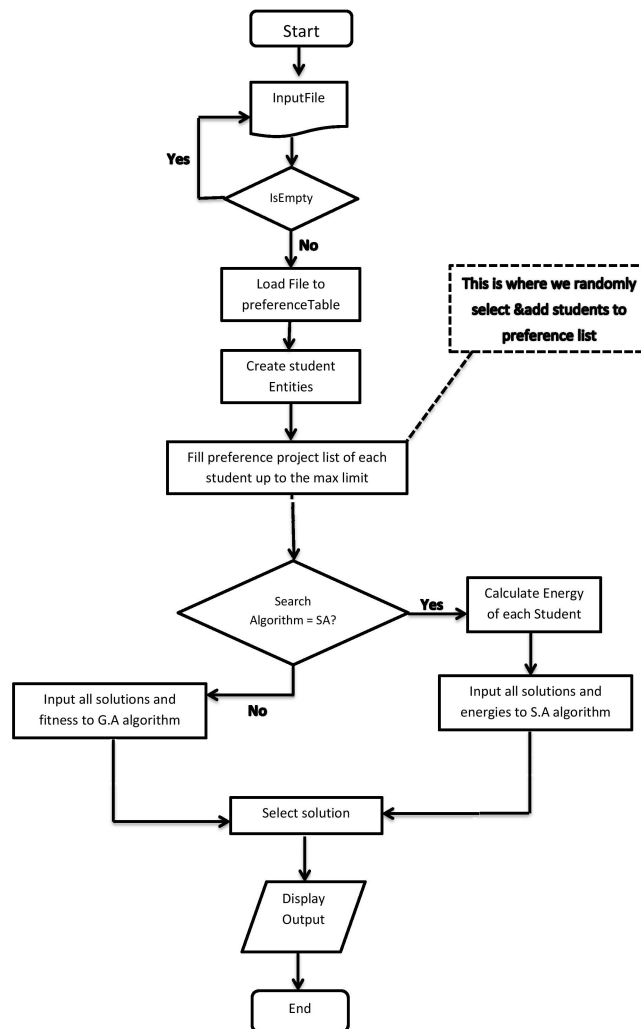 Start
InputFile
Yes
IsEmpty
No
Load File to
preferenceTable
This is where we randomly
select &add students to
preference list
Create student
Entities
Fill preference project list of each
student up to the max limit
Search
Algorithm = SA?
Yes
Calculate Energy
of each Student
No
Input all solutions and
fitness to G.A algorithm
Input all solutions and
energies to S.A algorithm
Select solution
Display
Output
End